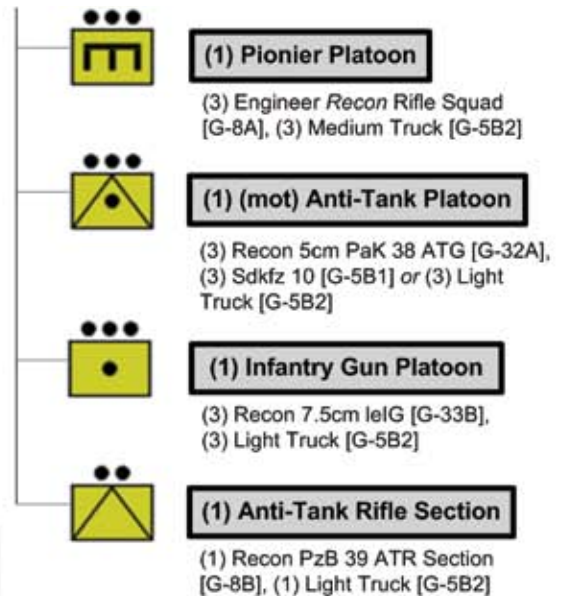 (1) Pionier Platoon
(3) Engineer Recon Rifle Squad
[G-8A], (3) Medium Truck [G-5B2]
(1) (mot) Anti-Tank Platoon
(3) Recon 5cm PaK 38 ATG [G-32A],
(3) Sdkfz 10 [G-5B1] or (3) Light
Truck [G-5B2]
(1) Infantry Gun Platoon
(3) Recon 7.5cm leIG [G-33B],
(3) Light Truck [G-5B2]
(1) Anti-Tank Rifle Section
(1) Recon PzB 39 ATR Section
[G-8B], (1) Light Truck [G-5B2]